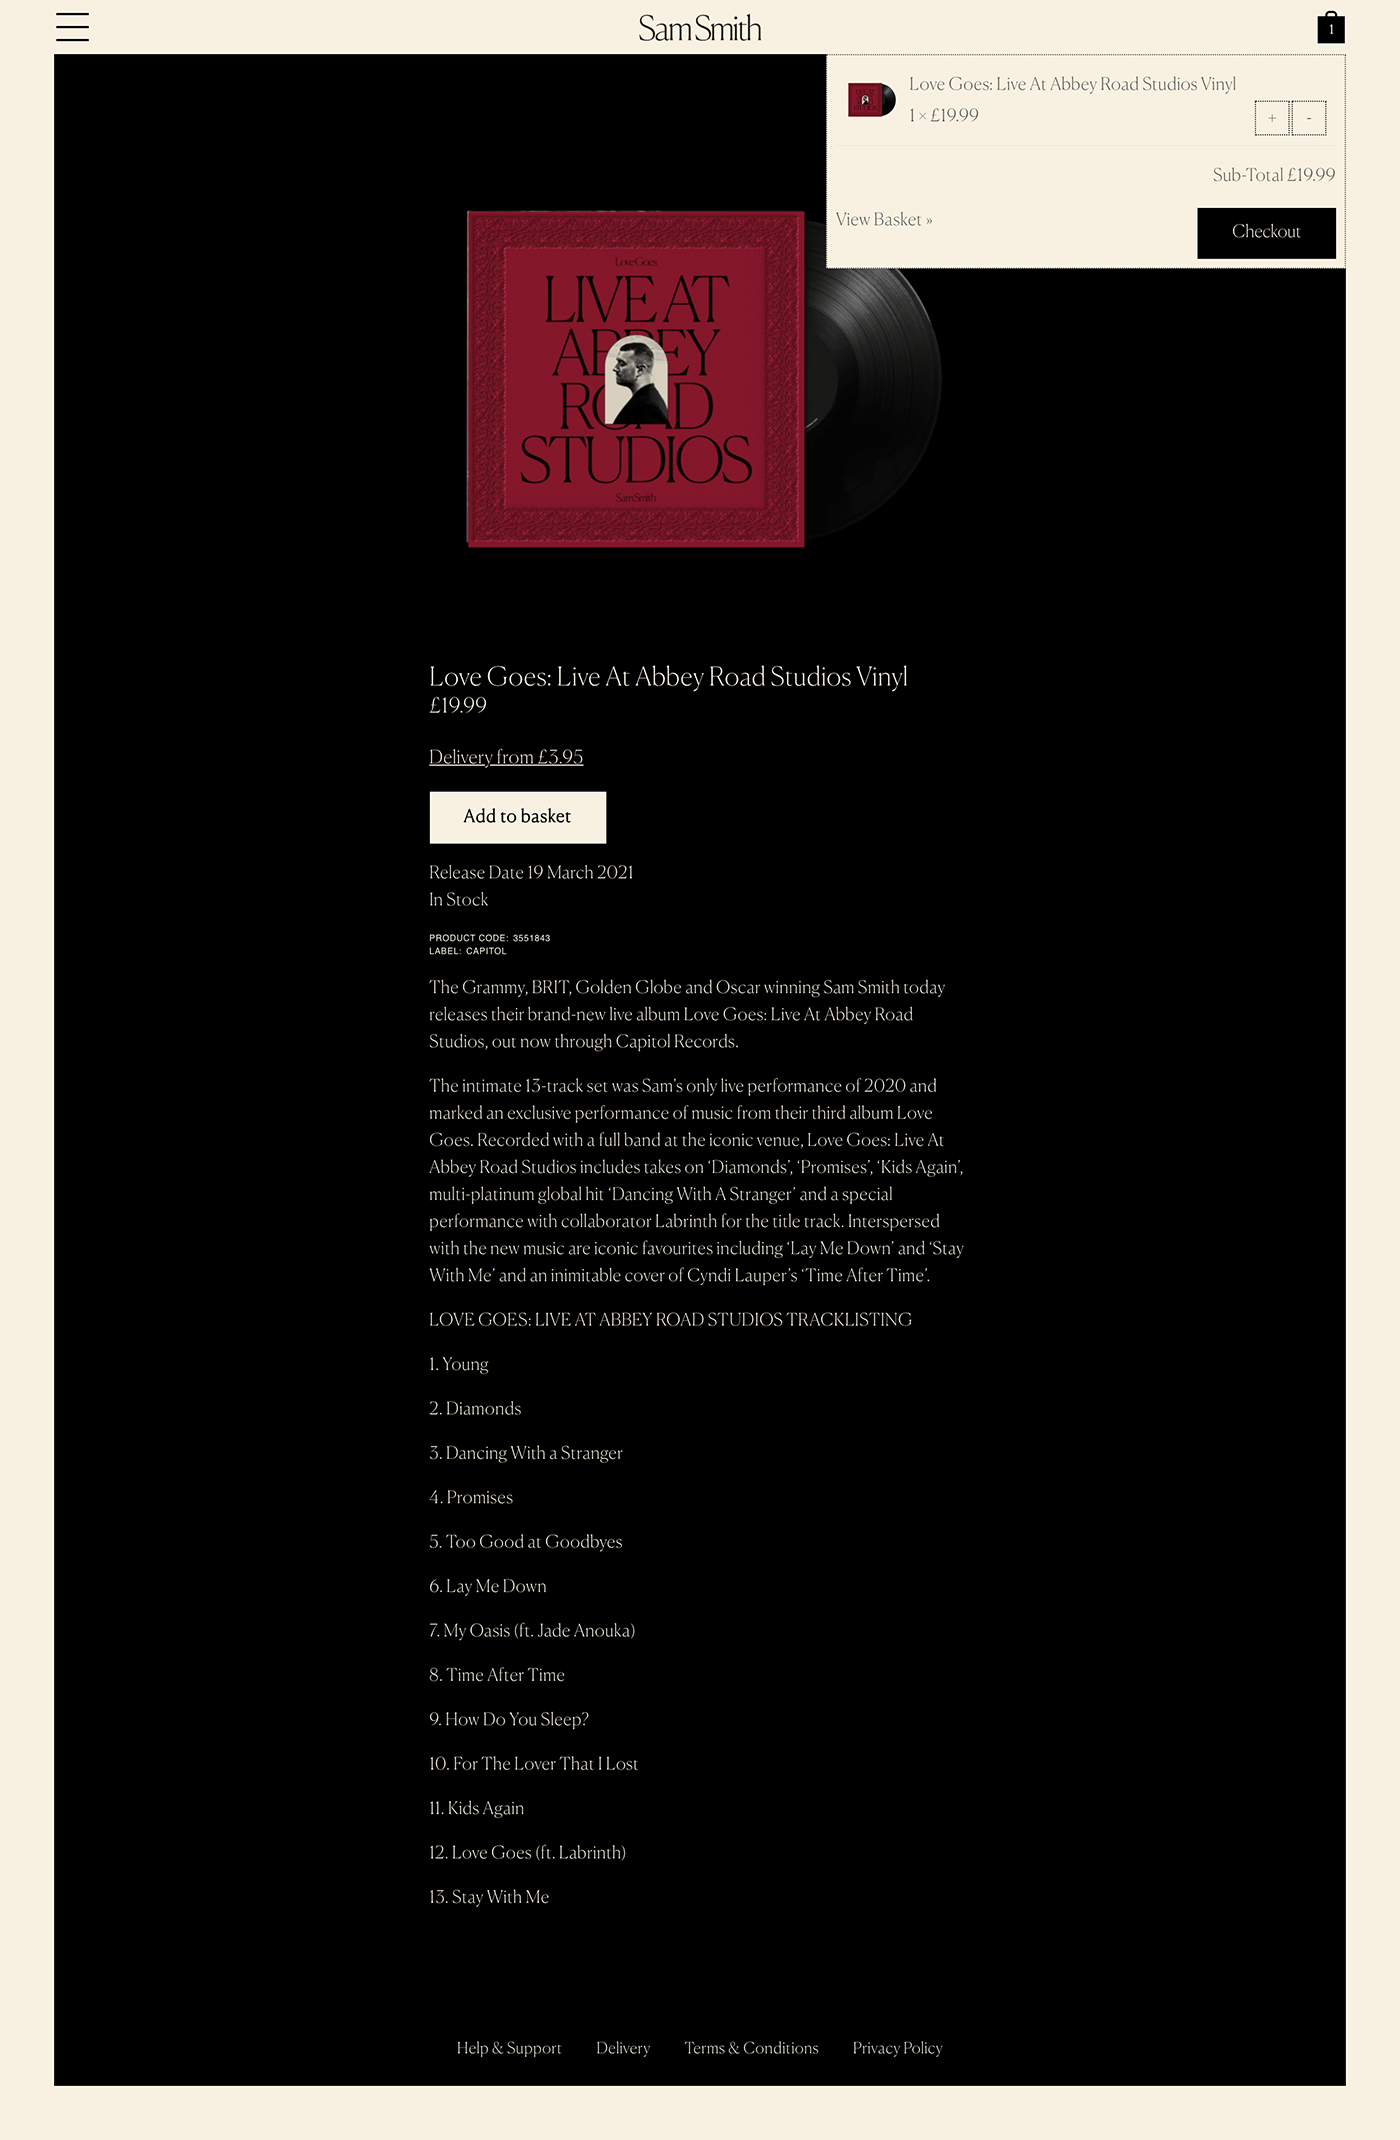 Sam Smith
1
Love Goes: Live At Abbey Road Studios Vinyl
1 × £19.99
+ -
Sub-Total £19.99
View Basket »
Checkout
Love Goes
LIVE AT
ABBEY
ROAD
STUDIOS
Sam Smith
Love Goes: Live At Abbey Road Studios Vinyl
£19.99
Delivery from £3.95
Add to basket
Release Date 19 March 2021
In Stock
PRODUCT CODE: 3551843
LABEL: CAPITOL
The Grammy, BRIT, Golden Globe and Oscar winning Sam Smith today
releases their brand-new live album Love Goes: Live At Abbey Road
Studios, out now through Capitol Records.
The intimate 13-track set was Sam’s only live performance of 2020 and
marked an exclusive performance of music from their third album Love
Goes. Recorded with a full band at the iconic venue, Love Goes: Live At
Abbey Road Studios includes takes on ‘Diamonds’, ‘Promises’, ‘Kids Again’,
multi-platinum global hit ‘Dancing With A Stranger’ and a special
performance with collaborator Labrinth for the title track. Interspersed
with the new music are iconic favourites including ‘Lay Me Down’ and ‘Stay
With Me’ and an inimitable cover of Cyndi Lauper’s ‘Time After Time’.
LOVE GOES: LIVE AT ABBEY ROAD STUDIOS TRACKLISTING
1. Young
2. Diamonds
3. Dancing With a Stranger
4. Promises
5. Too Good at Goodbyes
6. Lay Me Down
7. My Oasis (ft. Jade Anouka)
8. Time After Time
9. How Do You Sleep?
10. For The Lover That I Lost
11. Kids Again
12. Love Goes (ft. Labrinth)
13. Stay With Me
Help & Support Delivery Terms & Conditions Privacy Policy